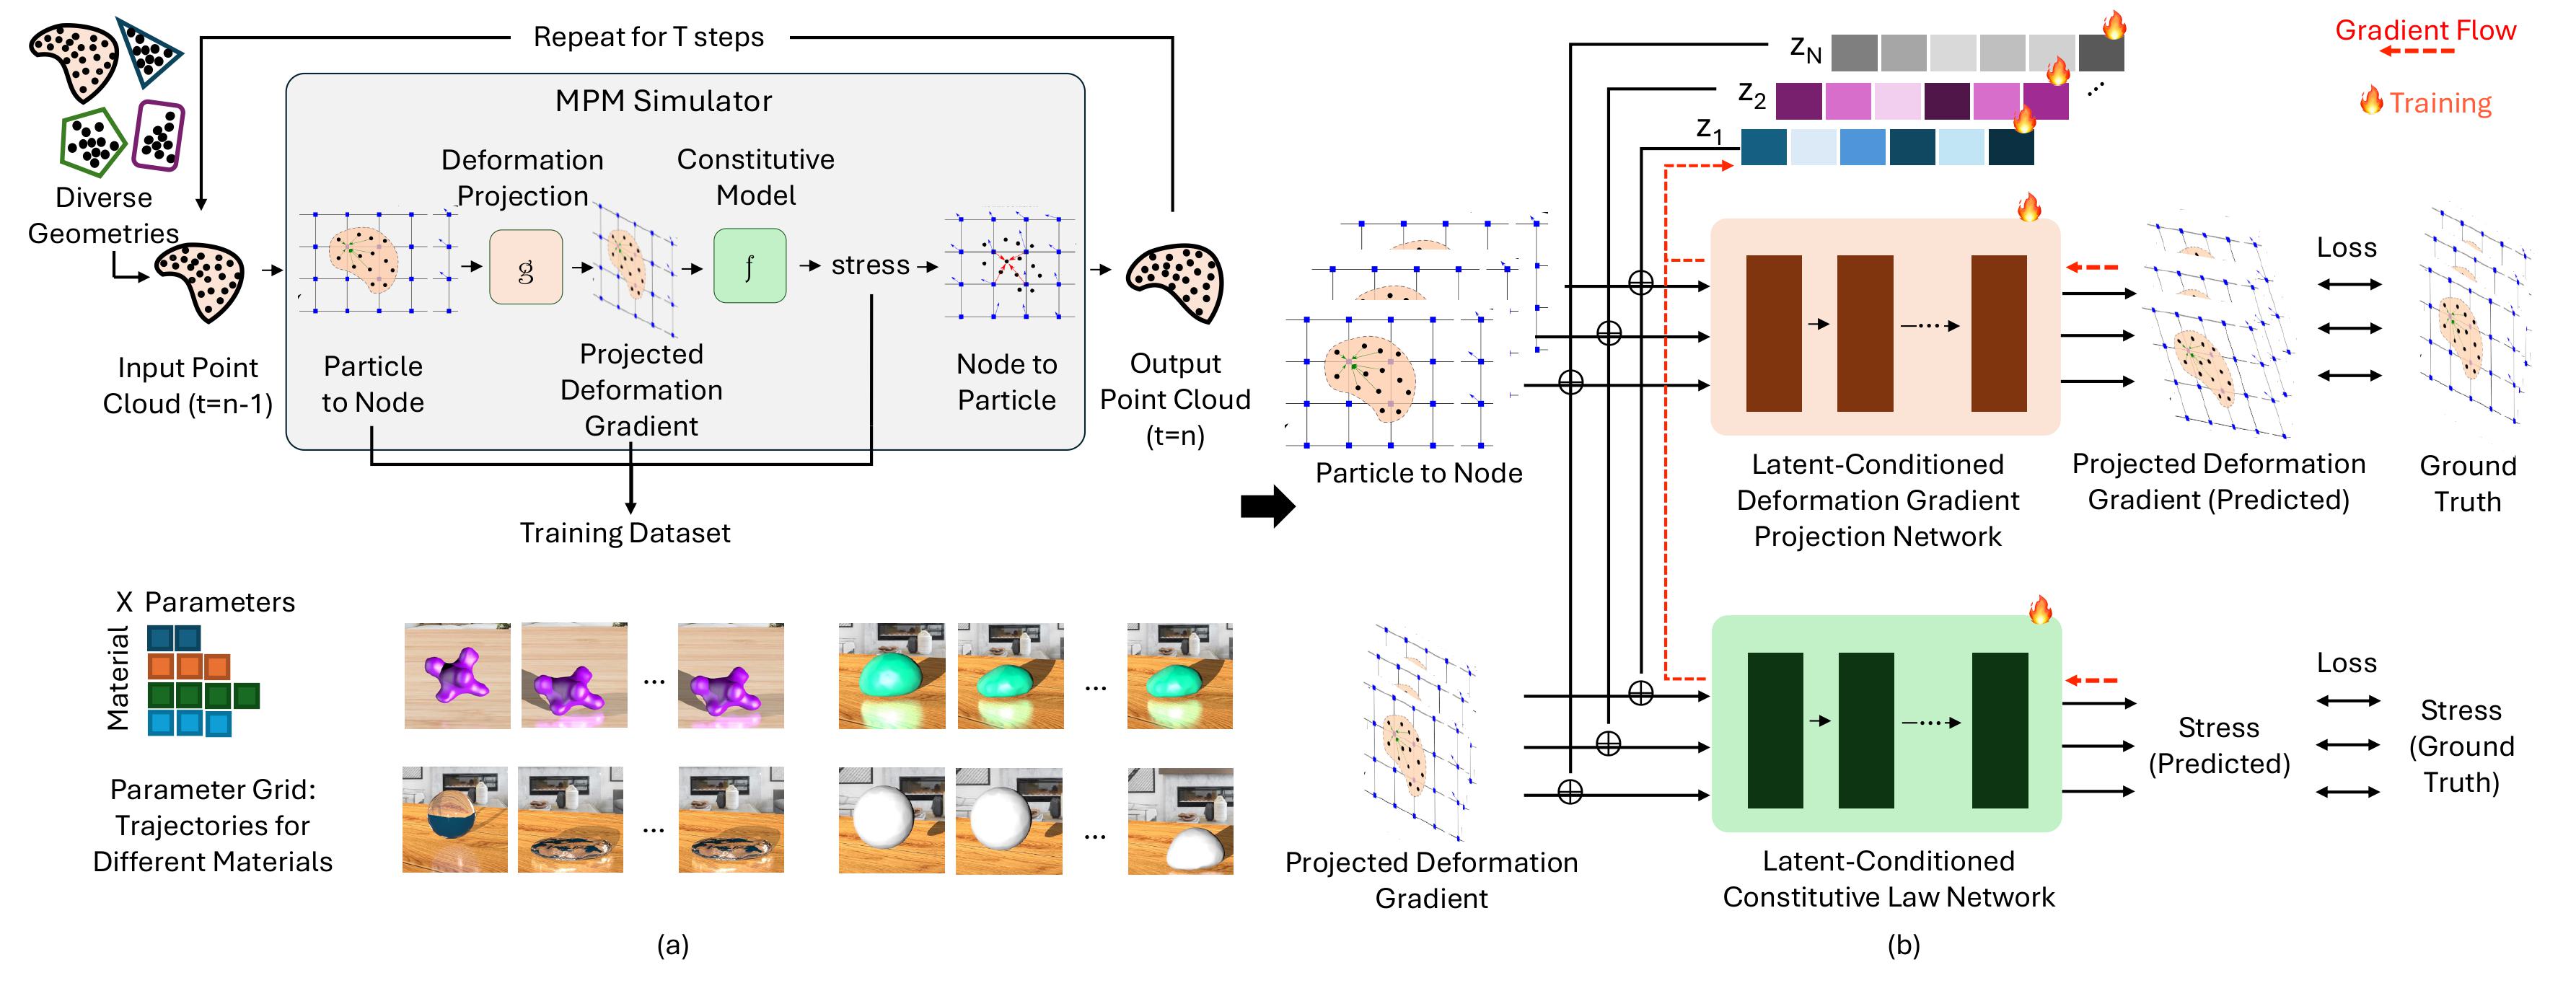 Repeat for T steps
MPM Simulator
Diverse
Geometries
Deformation
Projection
Constitutive
Model
g
f
stress
Input Point
Cloud (t=n-1)
Particle
to Node
Projected
Deformation
Gradient
Node to
Particle
Output
Point Cloud
(t=n)
Training Dataset
X Parameters
Material
...
...
Parameter Grid:
Trajectories for
Different Materials
...
...
(a)
zN
z2
...
z1
Gradient Flow
Training
Particle to Node
Latent-Conditioned
Deformation Gradient
Projection Network
Projected Deformation
Gradient (Predicted)
Loss
Ground
Truth
Projected Deformation
Gradient
Latent-Conditioned
Constitutive Law Network
Stress
(Predicted)
Loss
Stress
(Ground
Truth)
(b)